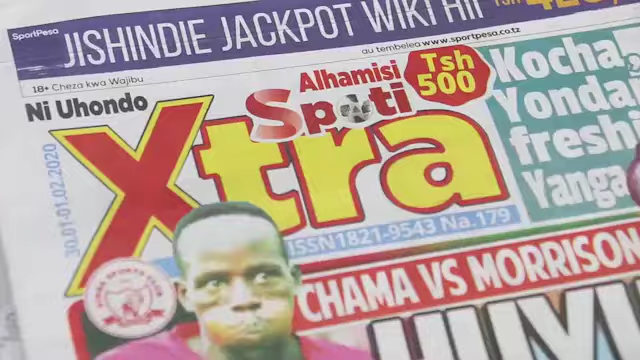 SportPesa
JISHINDIE JACKPOT WIKI HII
TSH
au tembelea www.sportpesa.co.tz
18+ Cheza kwa Wajibu
Ni Uhondo
Alhamisi
Spoti
Tsh
500
Xtra
30.01-01.02.2020
ISSN1821-9543 Na.179
Kocha,
Yonda
freshi
Yanga
CHAMA VS MORRISON